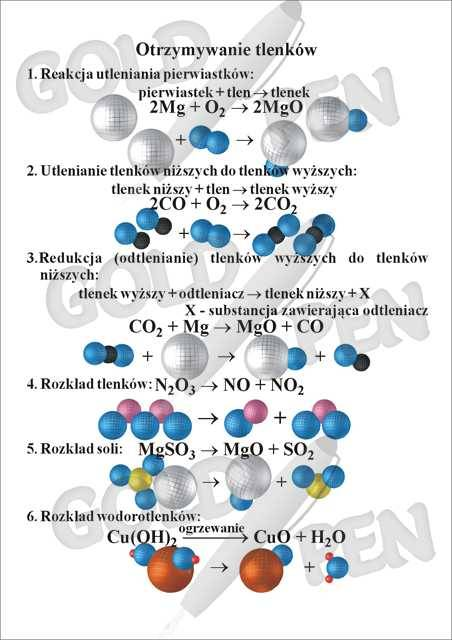 Otrzymywanie tlenków
1. Reakcja utleniania pierwiastków:
pierwiastek + tlen → tlenek
2Mg + O₂ → 2MgO
+ →
2. Utlenianie tlenków niższych do tlenków wyższych:
tlenek niższy + tlen → tlenek wyższy
2CO + O₂ → 2CO₂
+ →
3.Redukcja (odtlenianie) tlenków wyższych do tlenków
niższych:
tlenek wyższy + odtleniacz → tlenek niższy + X
X - substancja zawierająca odtleniacz
CO₂ + Mg → MgO + CO
+ → +
4. Rozkład tlenków: N₂O₃ → NO + NO₂
→ +
5. Rozkład soli: MgSO₃ → MgO + SO₂
→ +
6. Rozkład wodorotlenków:
ogrzewanie
Cu(OH)₂ → CuO + H₂O
→ +
GOLD PEN
GOLD PEN
GOLD PEN